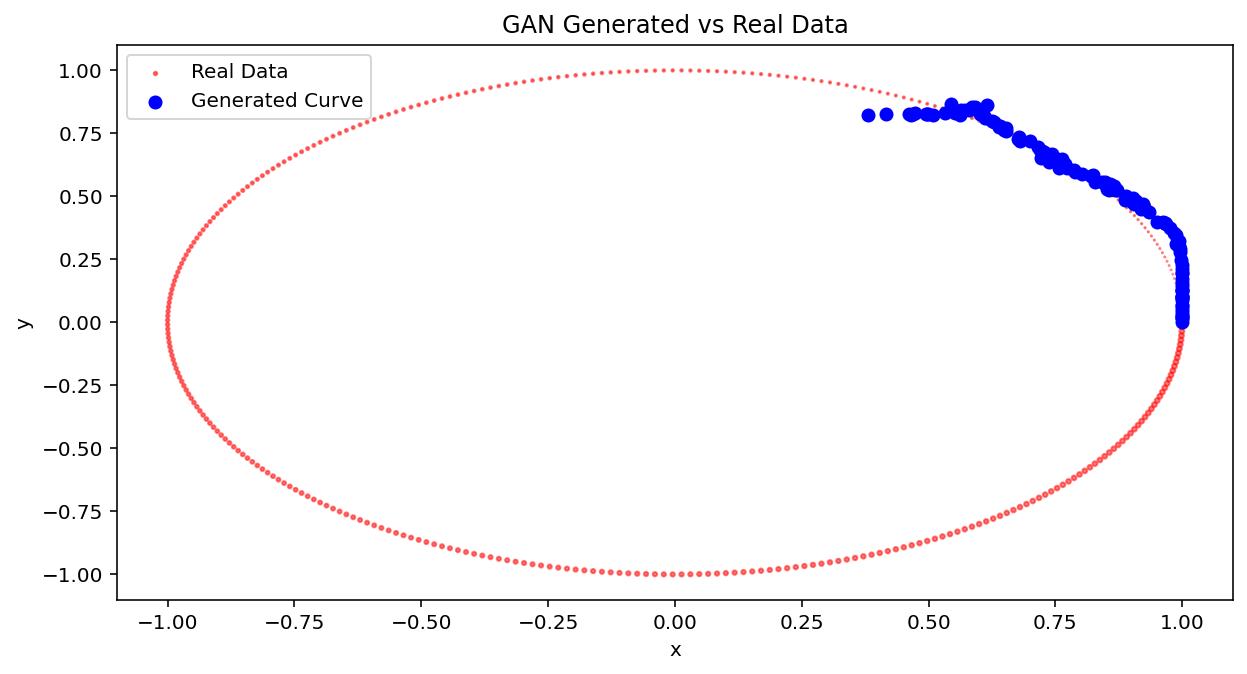 GAN Generated vs Real Data
Real Data
Generated Curve
1.00
0.75
0.50
0.25
0.00
−0.25
−0.50
−0.75
−1.00
y
−1.00 −0.75 −0.50 −0.25 0.00 0.25 0.50 0.75 1.00
x